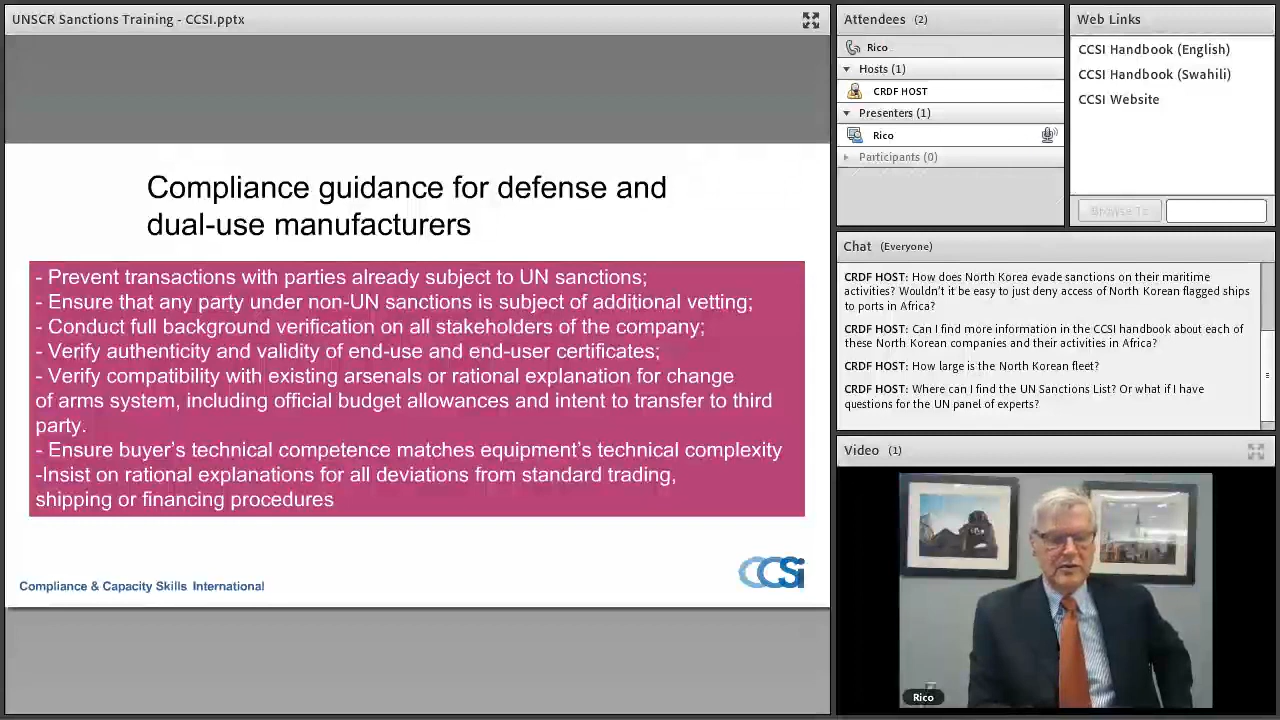 UNSCR Sanctions Training - CCSI.pptx
Compliance guidance for defense and
dual-use manufacturers
- Prevent transactions with parties already subject to UN sanctions;
- Ensure that any party under non-UN sanctions is subject of additional vetting;
- Conduct full background verification on all stakeholders of the company;
- Verify authenticity and validity of end-use and end-user certificates;
- Verify compatibility with existing arsenals or rational explanation for change
of arms system, including official budget allowances and intent to transfer to third
party.
- Ensure buyer's technical competence matches equipment's technical complexity
-Insist on rational explanations for all deviations from standard trading,
shipping or financing procedures
Compliance & Capacity Skills International
CCSi
Attendees (2)
Rico
Hosts (1)
CRDF HOST
Presenters (1)
Rico
Participants (0)
Web Links
CCSI Handbook (English)
CCSI Handbook (Swahili)
CCSI Website
Browse To
Chat (Everyone)
CRDF HOST: How does North Korea evade sanctions on their maritime
activities? Wouldn't it be easy to just deny access of North Korean flagged ships
to ports in Africa?
CRDF HOST: Can I find more information in the CCSI handbook about each of
these North Korean companies and their activities in Africa?
CRDF HOST: How large is the North Korean fleet?
CRDF HOST: Where can I find the UN Sanctions List? Or what if I have
questions for the UN panel of experts?
Video (1)
Rico